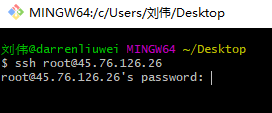 MINGW64:/c/Users/刘伟/Desktop
刘伟@darrenliuwei MINGW64 ~/Desktop
$ ssh root@45.76.126.26
root@45.76.126.26's password: